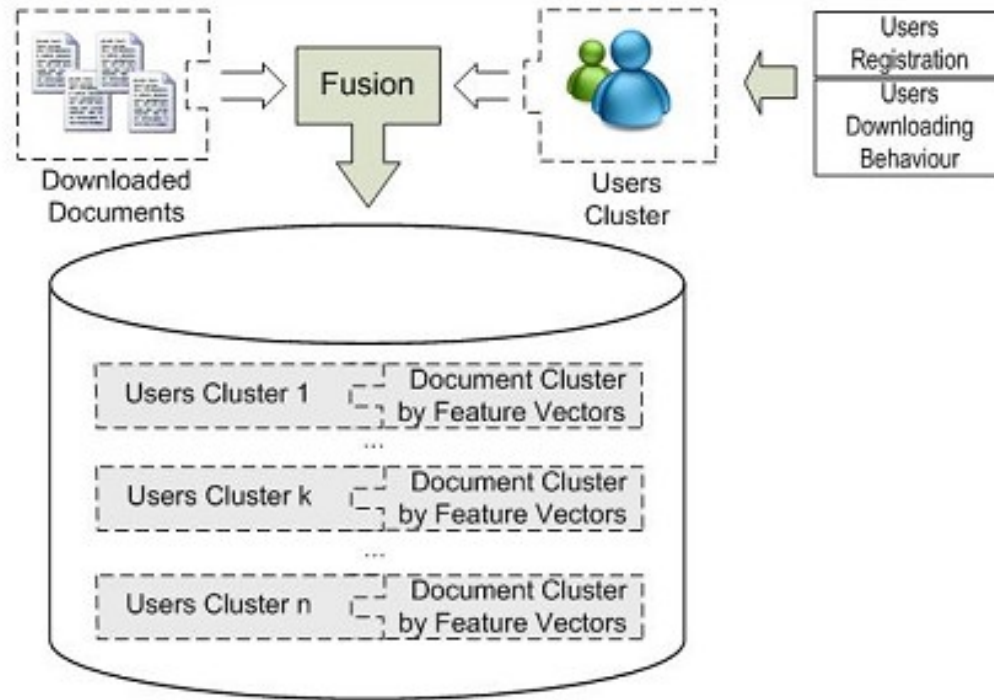 Fusion
Users
Registration
Users
Downloading
Behaviour
Downloaded
Documents
Users
Cluster
Users Cluster 1
Document Cluster
by Feature Vectors
...
Users Cluster k
Document Cluster
by Feature Vectors
...
Users Cluster n
Document Cluster
by Feature Vectors